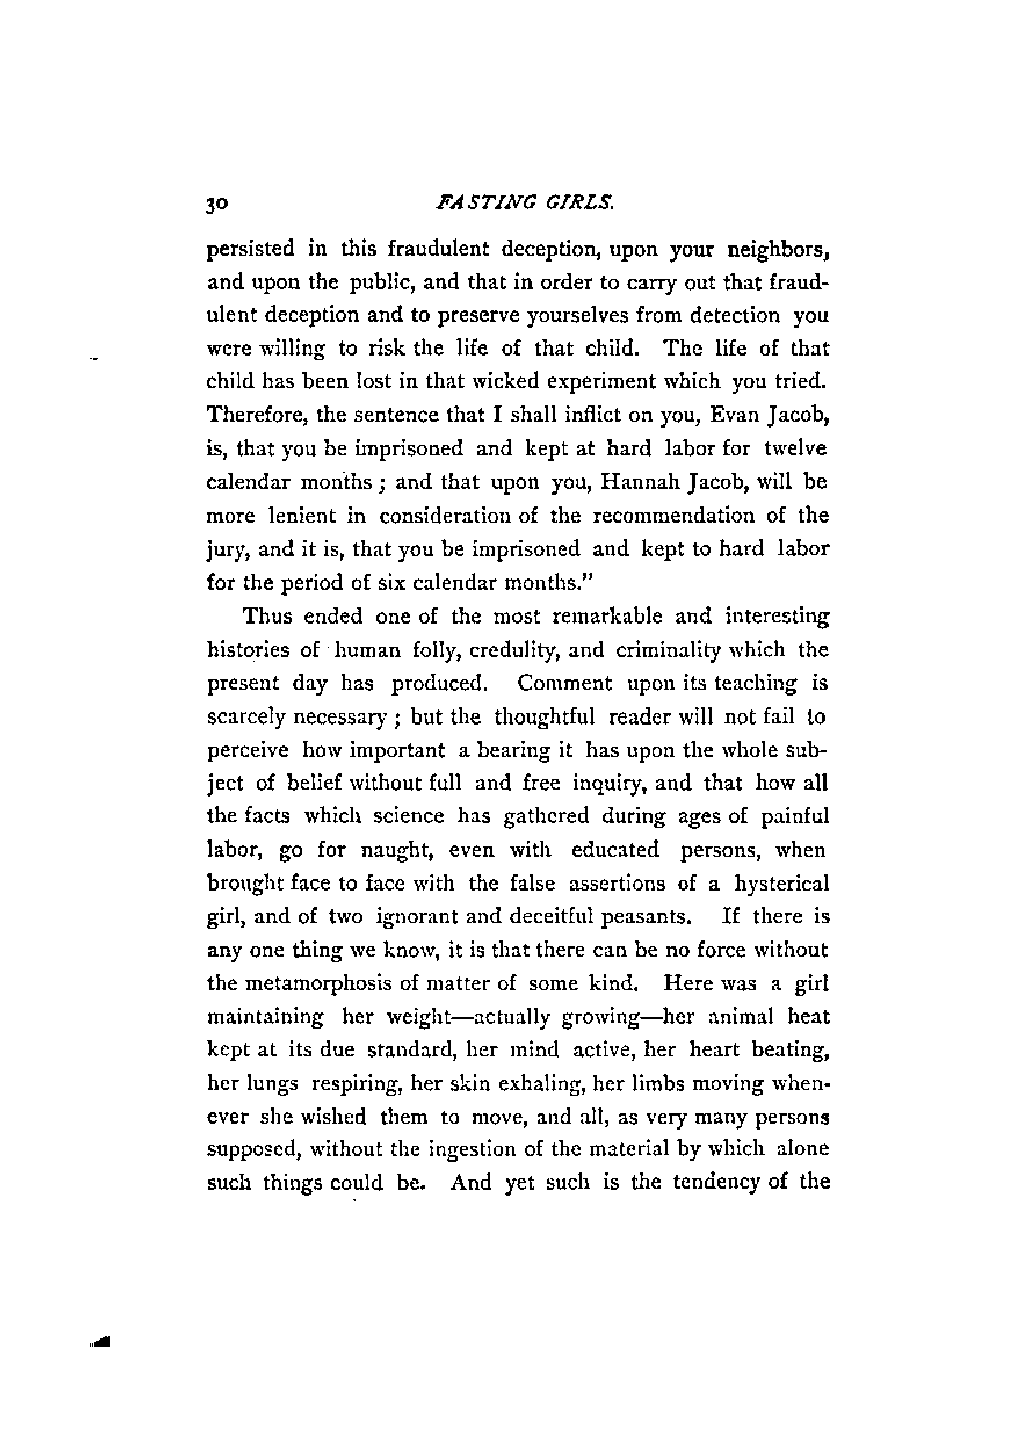 30 FASTING GIRLS.
persisted in this fraudulent deception, upon your neighbors,
and upon the public, and that in order to carry out that fraud-
ulent deception and to preserve yourselves from detection you
were willing to risk the life of that child. The life of that
child has been lost in that wicked experiment which you tried.
Therefore, the sentence that I shall inflict on you, Evan Jacob,
is, that you be imprisoned and kept at hard labor for twelve
calendar months ; and that upon you, Hannah Jacob, will be
more lenient in consideration of the recommendation of the
jury, and it is, that you be imprisoned and kept to hard labor
for the period of six calendar months."
Thus ended one of the most remarkable and interesting
histories of human folly, credulity, and criminality which the
present day has produced. Comment upon its teaching is
scarcely necessary ; but the thoughtful reader will not fail to
perceive how important a bearing it has upon the whole sub-
ject of belief without full and free inquiry, and that how all
the facts which science has gathered during ages of painful
labor, go for naught, even with educated persons, when
brought face to face with the false assertions of a hysterical
girl, and of two ignorant and deceitful peasants. If there is
any one thing we know, it is that there can be no force without
the metamorphosis of matter of some kind. Here was a girl
maintaining her weight—actually growing—her animal heat
kept at its due standard, her mind active, her heart beating,
her lungs respiring, her skin exhaling, her limbs moving when-
ever she wished them to move, and all, as very many persons
supposed, without the ingestion of the material by which alone
such things could be. And yet such is the tendency of the